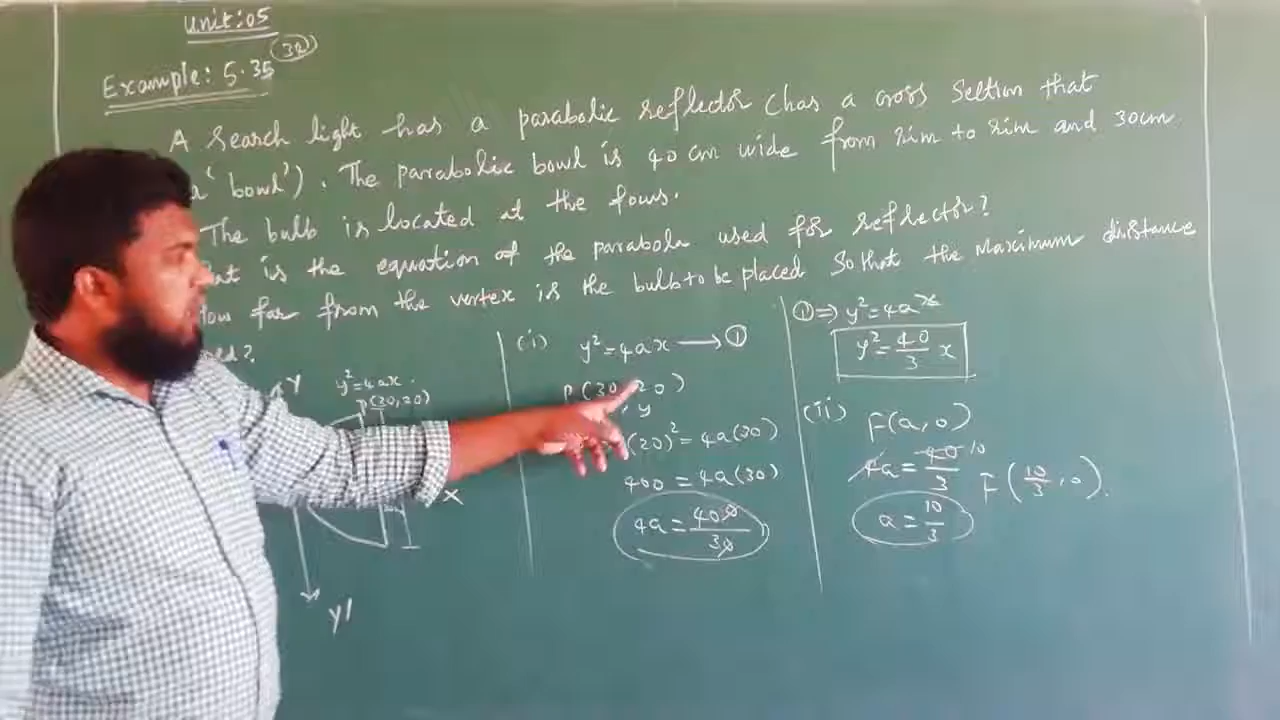 Unit: 05
Example: 5.35 (32)
A Search light has a parabolic reflector (has a cross section that
a 'bowl'). The parabolic bowl is 40 cm wide from rim to rim and 30cm
The bulb is located at the focus.
is the equation of the parabola used for reflector?
How far from the vertex is the bulb to be placed so that the Maximum distance
Y
y²=4ax
P(30,20)
X
Y'
(i) y²=4ax → ①
P(30,20)
y
(20)²=4a(30)
400=4a(30)
4a=400/30
①⇒ y²=4ax
y²=40/3 x
(ii) F(a,0)
4a=40/3 10
a=10/3
F(10/3,0).